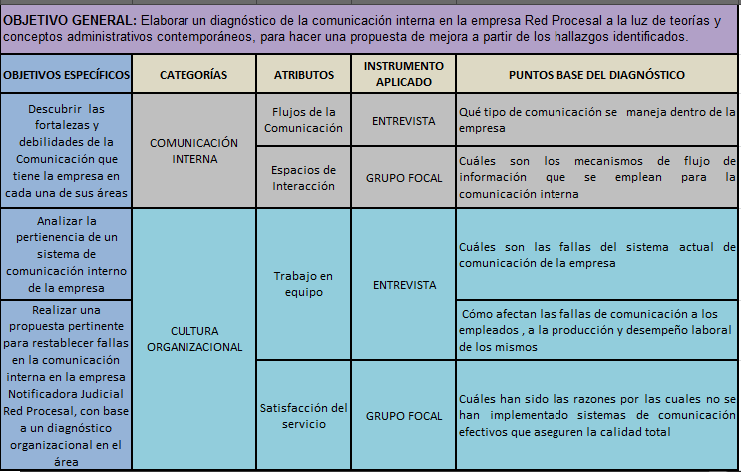 OBJETIVO GENERAL: Elaborar un diagnóstico de la comunicación interna en la empresa Red Procesal a la luz de teorías y
conceptos administrativos contemporáneos, para hacer una propuesta de mejora a partir de los hallazgos identificados.
OBJETIVOS ESPECÍFICOS
CATEGORÍAS
ATRIBUTOS
INSTRUMENTO
APLICADO
PUNTOS BASE DEL DIAGNÓSTICO
Descubrir las
fortalezas y
debilidades de la
Comunicación que
tiene la empresa en
cada una de sus áreas
COMUNICACIÓN
INTERNA
Flujos de la
Comunicación
ENTREVISTA
Qué tipo de comunicación se maneja dentro de la
empresa
Espacios de
Interacción
GRUPO FOCAL
Cuáles son los mecanismos de flujo de
información que se emplean para la
comunicación interna
Analizar la
pertienencia de un
sistema de
comunicación interno
de la empresa
CULTURA
ORGANIZACIONAL
Trabajo en
equipo
ENTREVISTA
Cuáles son las fallas del sistema actual de
comunicación de la empresa
Realizar una
propuesta pertinente
para restablecer fallas
en la comunicación
interna en la empresa
Notificadora Judicial
Red Procesal, con base
a un diagnóstico
organizacional en el
área
Cómo afectan las fallas de comunicación a los
empleados , a la producción y desempeño laboral
de los mismos
Satisfacción del
servicio
GRUPO FOCAL
Cuáles han sido las razones por las cuales no se
han implementado sistemas de comunicación
efectivos que aseguren la calidad total